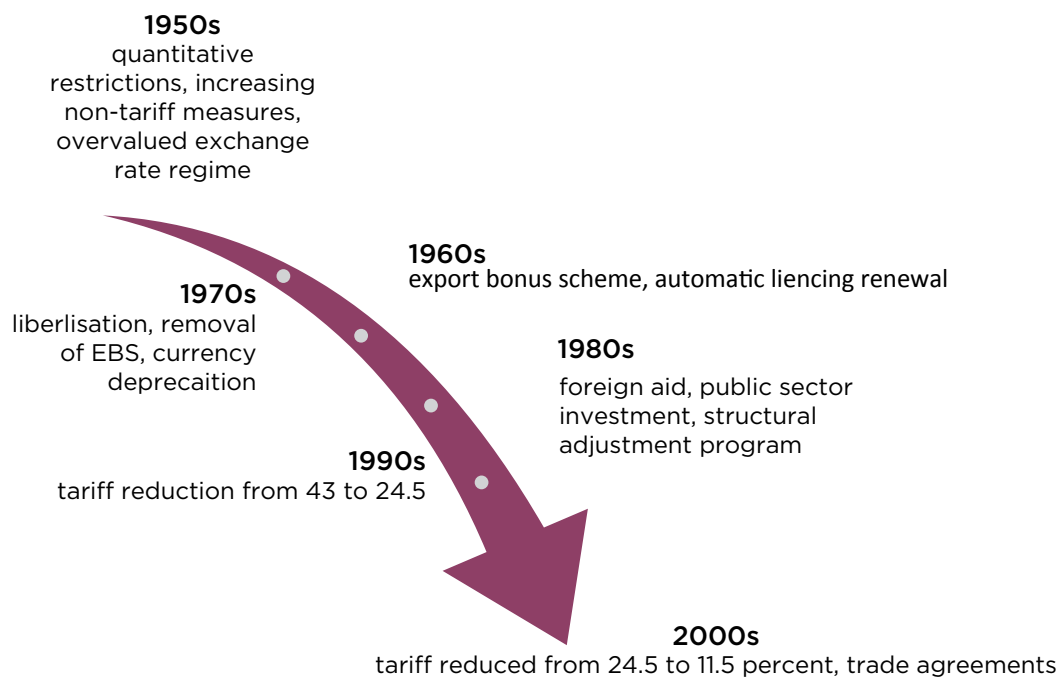 1950s
quantitative
restrictions, increasing
non-tariff measures,
overvalued exchange
rate regime
1960s
export bonus scheme, automatic liencing renewal
1970s
liberlisation, removal
of EBS, currency
deprecaition
1980s
foreign aid, public sector
investment, structural
adjustment program
1990s
tariff reduction from 43 to 24.5
2000s
tariff reduced from 24.5 to 11.5 percent, trade agreements